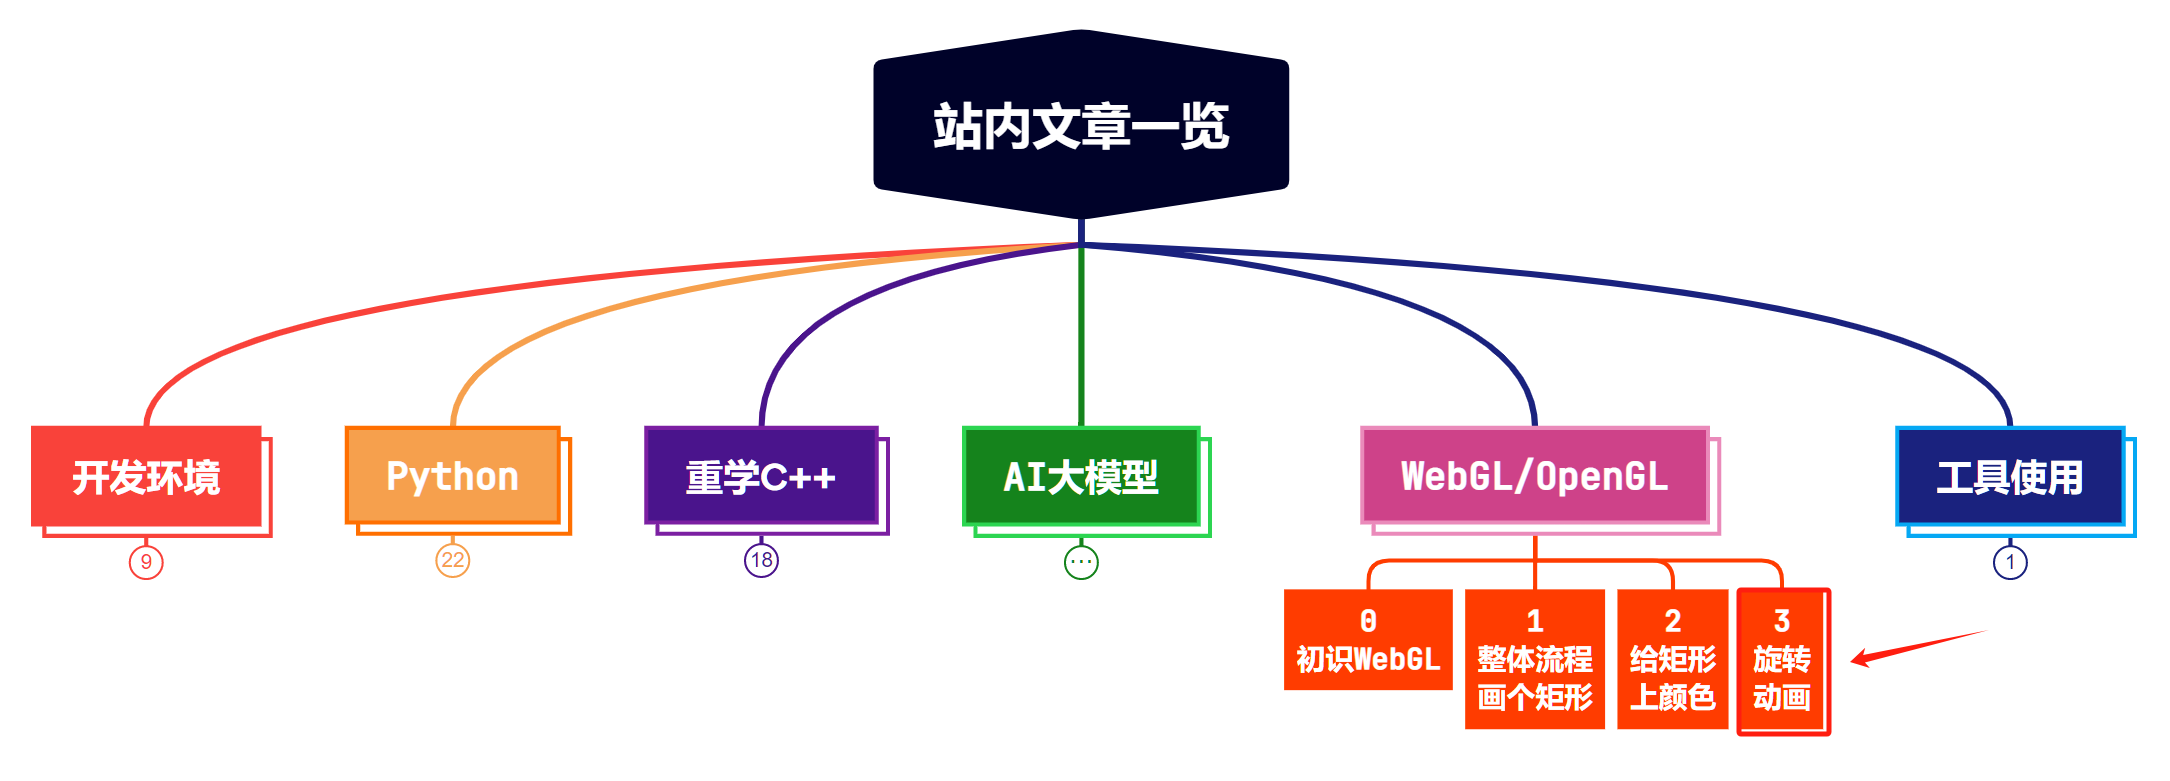 站内文章一览
开发环境
Python
重学C++
AI大模型
WebGL/OpenGL
工具使用
9
22
18
...
1
0
初识WebGL
1
整体流程
画个矩形
2
给矩形
上颜色
3
旋转
动画